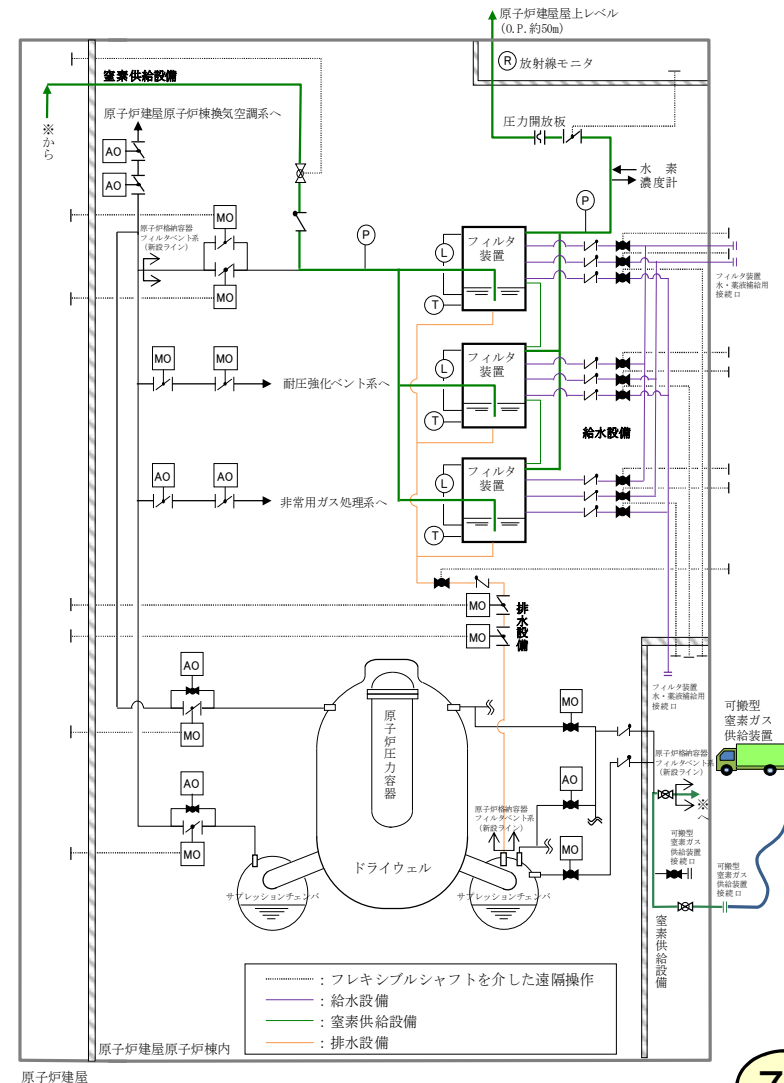 原子炉建屋屋上レベル
(O.P.約50m)
R 放射線モニタ
窒素供給設備
※から
原子炉建屋原子炉棟換気空調系へ
AO
AO
圧力開放板
水 素
濃度計
P
P
原子炉格納容器
フィルタベント系
(新設ライン)
MO
MO
フィルタ
装置
L
T
フィルタ装置
水・薬液補給用
接続口
MO
MO
耐圧強化ベント系へ
フィルタ
装置
L
T
給水設備
AO
AO
非常用ガス処理系へ
フィルタ
装置
L
T
MO
MO
排水設備
AO
MO
AO
MO
原子炉圧力容器
ドライウェル
サプレッションチェンバ
サプレッションチェンバ
原子炉格納容器
フィルタベント系
(新設ライン)
MO
AO
MO
フィルタ装置
水・薬液補給用
接続口
可搬型
窒素ガス
供給装置
原子炉格納容器
フィルタベント系
(新設ライン)
※へ
可搬型
窒素ガス
供給装置
接続口
可搬型
窒素ガス
供給装置
接続口
窒素供給設備
：フレキシブルシャフトを介した遠隔操作
：給水設備
：窒素供給設備
：排水設備
原子炉建屋原子炉棟内
原子炉建屋